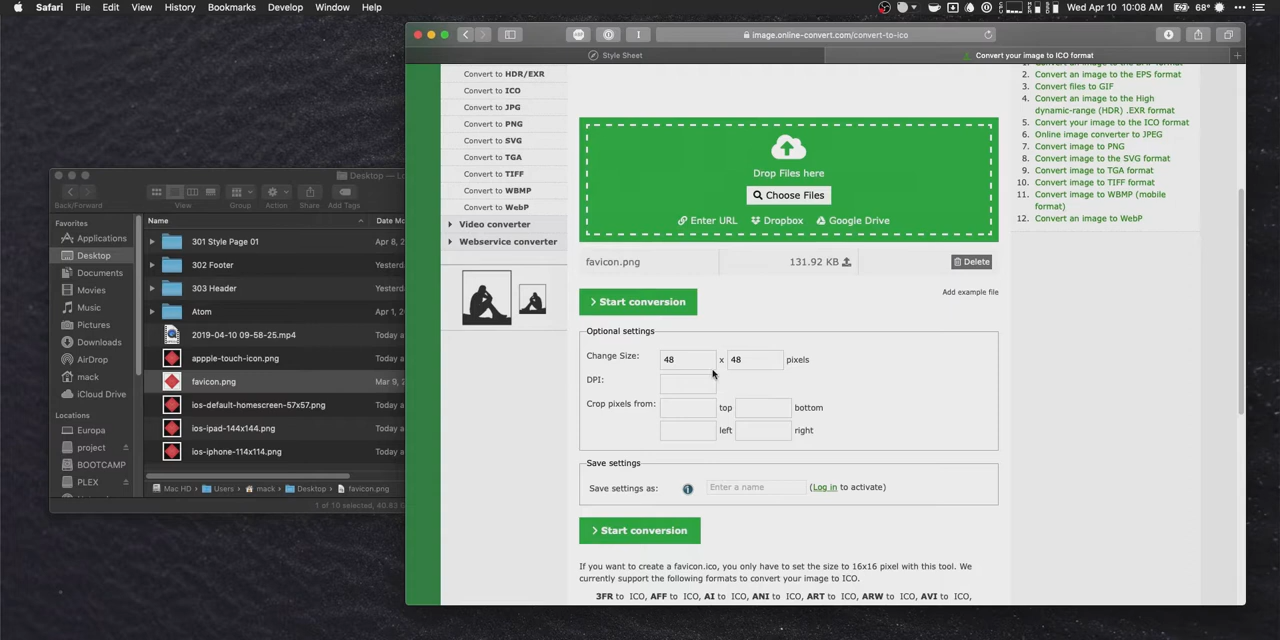 Safari File Edit View History Bookmarks Develop Window Help
Wed Apr 10 10:08 AM 68°
image.online-convert.com/convert-to-ico
Style Sheet
Convert your image to ICO format
Convert to HDR/EXR
Convert to ICO
Convert to JPG
Convert to PNG
Convert to SVG
Convert to TGA
Convert to TIFF
Convert to WBMP
Convert to WebP
Video converter
Webservice converter
Drop Files here
Choose Files
Enter URL Dropbox Google Drive
favicon.png 131.92 KB Delete
Start conversion
Add example file
Optional settings
Change Size: 48 x 48 pixels
DPI:
Crop pixels from: top bottom
left right
Save settings
Save settings as: Enter a name (Log in to activate)
Start conversion
If you want to create a favicon.ico, you only have to set the size to 16x16 pixel with this tool. We
currently support the following formats to convert your image to ICO.
3FR to ICO, AFF to ICO, AI to ICO, ANI to ICO, ART to ICO, ARW to ICO, AVI to ICO,
2. Convert an image to the EPS format
3. Convert files to GIF
4. Convert an image to the High
dynamic-range (HDR) .EXR format
5. Convert your image to the ICO format
6. Online image converter to JPEG
7. Convert image to PNG
8. Convert image to the SVG format
9. Convert image to TGA format
10. Convert image to TIFF format
11. Convert image to WBMP (mobile
format)
12. Convert an image to WebP
Desktop — Lo
Back/Forward View Group Action Share Add Tags
Favorites
Applications
Desktop
Documents
Movies
Music
Pictures
Downloads
AirDrop
mack
iCloud Drive
Locations
Europa
project
BOOTCAMP
PLEX
Name Date Mo
301 Style Page 01 Apr 8, 2
302 Footer Yesterd
303 Header Yesterd
Atom Apr 1, 2
2019-04-10 09-58-25.mp4 Today a
appple-touch-icon.png Today a
favicon.png Mar 9, 2
ios-default-homescreen-57x57.png Today a
ios-ipad-144x144.png Today a
ios-iphone-114x114.png Today a
Mac HD Users mack Desktop favicon.png
1 of 10 selected, 40.83 G